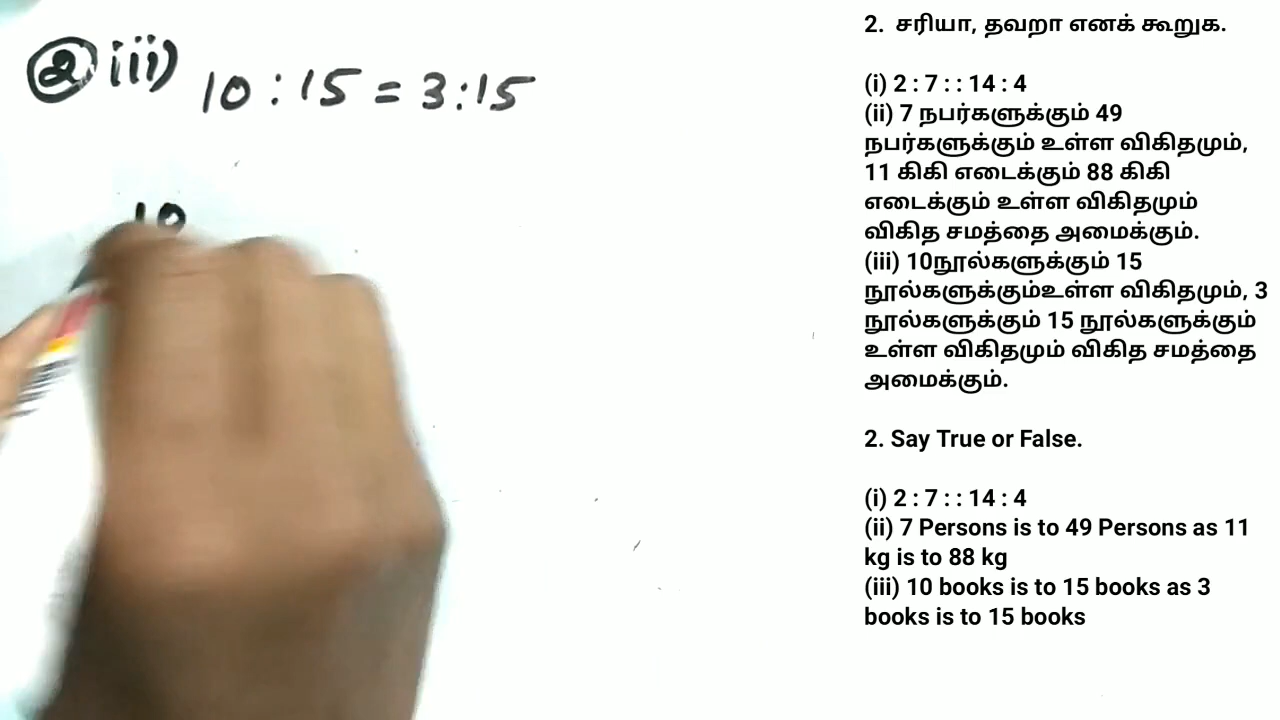 2 iii) 10 : 15 = 3:15
10
2. சரியா, தவறா எனக் கூறுக.
(i) 2 : 7 : : 14 : 4
(ii) 7 நபர்களுக்கும் 49
நபர்களுக்கும் உள்ள விகிதமும்,
11 கிகி எடைக்கும் 88 கிகி
எடைக்கும் உள்ள விகிதமும்
விகித சமத்தை அமைக்கும்.
(iii) 10நூல்களுக்கும் 15
நூல்களுக்கும்உள்ள விகிதமும், 3
நூல்களுக்கும் 15 நூல்களுக்கும்
உள்ள விகிதமும் விகித சமத்தை
அமைக்கும்.
2. Say True or False.
(i) 2 : 7 : : 14 : 4
(ii) 7 Persons is to 49 Persons as 11
kg is to 88 kg
(iii) 10 books is to 15 books as 3
books is to 15 books